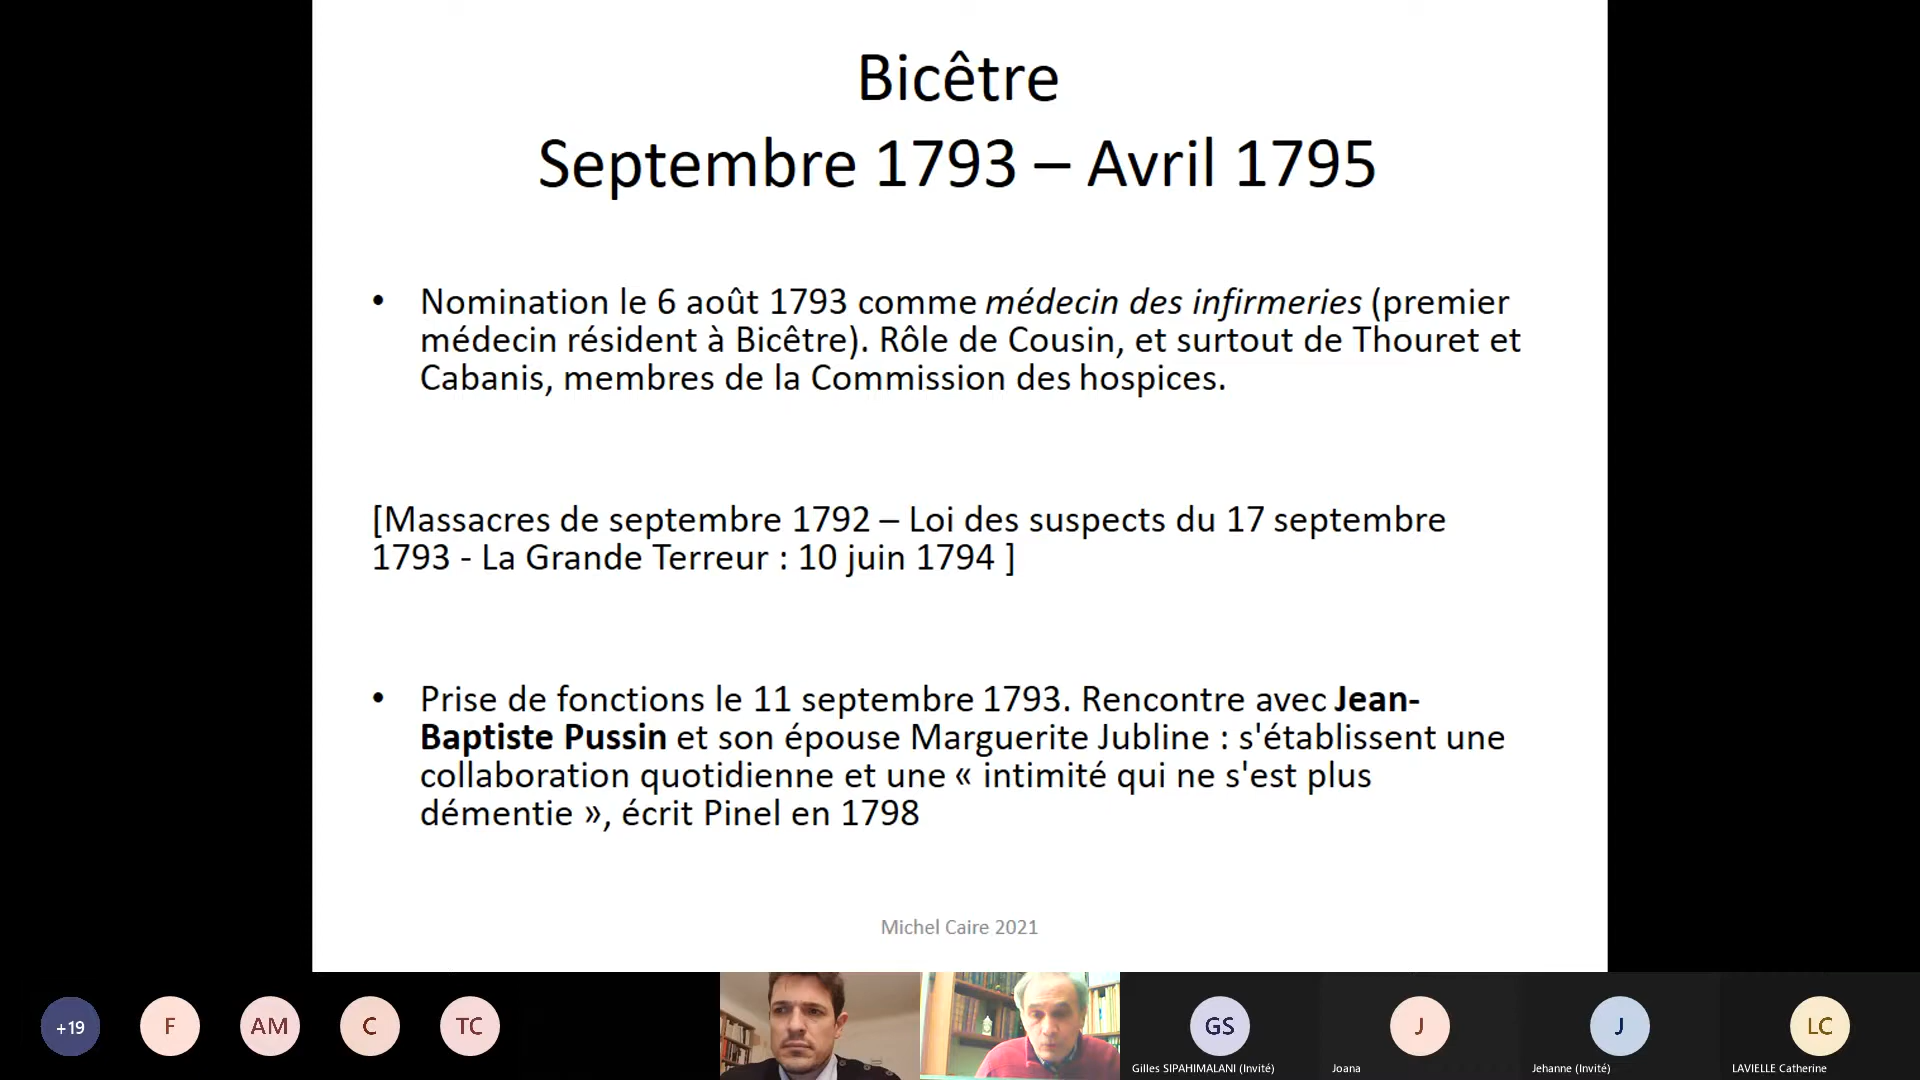 Bicêtre
Septembre 1793 – Avril 1795
• Nomination le 6 août 1793 comme médecin des infirmeries (premier
médecin résident à Bicêtre). Rôle de Cousin, et surtout de Thouret et
Cabanis, membres de la Commission des hospices.
[Massacres de septembre 1792 – Loi des suspects du 17 septembre
1793 - La Grande Terreur : 10 juin 1794 ]
• Prise de fonctions le 11 septembre 1793. Rencontre avec Jean-
Baptiste Pussin et son épouse Marguerite Jubline : s'établissent une
collaboration quotidienne et une « intimité qui ne s'est plus
démentie », écrit Pinel en 1798
Michel Caire 2021
+19
F
AM
C
TC
GS
J
J
LC
Gilles SIPAHIMALANI (Invité)
Joana
Jehanne (Invité)
LAVIELLE Catherine